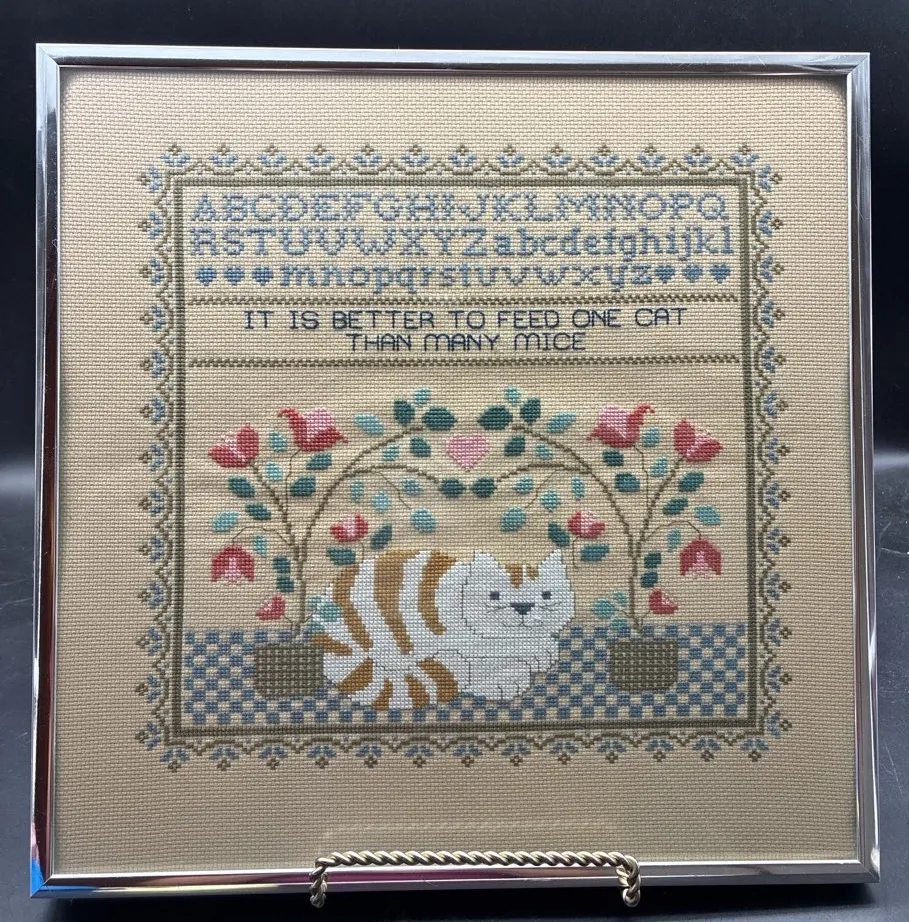 ABCDEFGHIJKLMNOPQ
RSTUVWXYZabcdefghijkl
mnopqrstuvwxyz
IT IS BETTER TO FEED ONE CAT
THAN MANY MICE